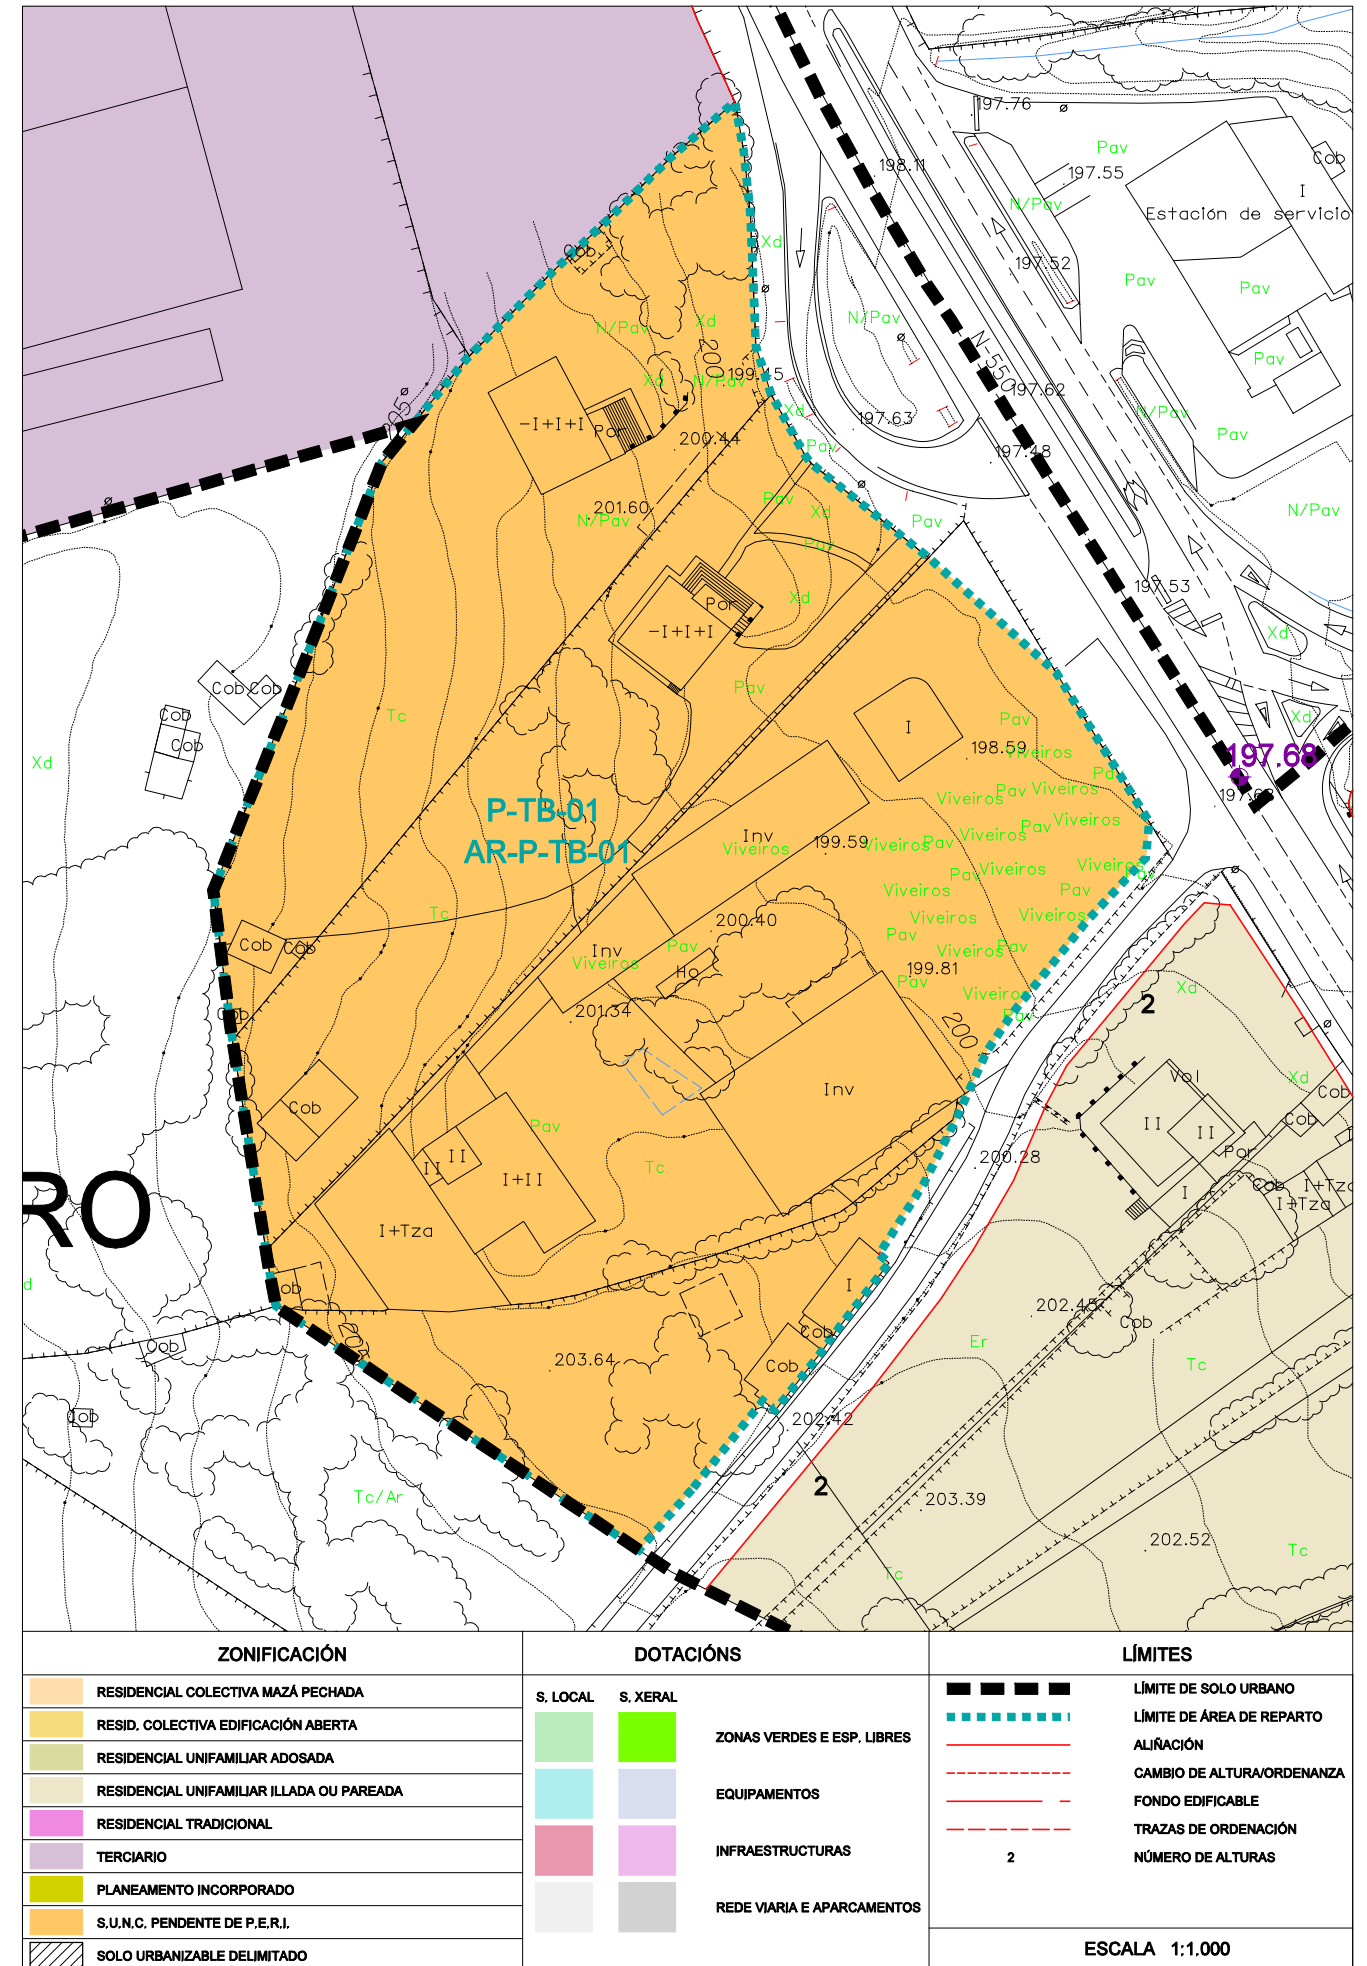 197.76
Pav
Cob
198.11
197.55
I
N/Pav
Estación de servicio
Xd
Cob
197.52
Pav
Pav
N/Pav
Xd
N/Pav
N-550
Pav
200
199.45
Xd
N/Pav
197.62
205
Xd
N/Pav
-I+I+I
Por
197.63
Pav
200.44
Pav
197.48
Pav
201.60
N/Pav
Xd
Pav
N/Pav
Pav
197.53
Por
Xd
-I+I+I
Xd
Cob
Cob
Pav
Tc
Cob
Cob
I
Pav
Xd
Xd
198.59
Viveiros
197.68
Viveiros
Pav
Viveiros
197.68
P-TB-01
AR-P-TB-01
Inv
Viveiros
199.59
Viveiros
Pav
Viveiros
Pav
Viveiros
Pav
Viveiros
Viveiros
Pav
Viveiros
Pav
Tc
Viveiros
Viveiros
200.40
Cob
Cob
Inv
Viveiros
Pav
Pav
Viveiros
Pav
Ho
199.81
Pav
Viveiros
Pav
Xd
2
201.34
Cob
200
Inv
Vol
Xd
Cob
Cob
Pav
II
II
Cob
Por
II
II
I+II
Tc
200.28
Cob
I
I+Tza
I+Tza
RO
I+Tza
Cob
I
202.45
Cob
Cob
Cob
Er
203.64
Cob
Tc
Cob
202.42
2
Tc/Ar
203.39
202.52
Tc
Tc
ZONIFICACIÓN
RESIDENCIAL COLECTIVA MAZÁ PECHADA
RESID. COLECTIVA EDIFICACIÓN ABERTA
RESIDENCIAL UNIFAMILIAR ADOSADA
RESIDENCIAL UNIFAMILIAR ILLADA OU PAREADA
RESIDENCIAL TRADICIONAL
TERCIARIO
PLANEAMENTO INCORPORADO
S.U.N.C. PENDENTE DE P.E.R.I.
SOLO URBANIZABLE DELIMITADO
DOTACIÓNS
S. LOCAL
S. XERAL
ZONAS VERDES E ESP. LIBRES
EQUIPAMENTOS
INFRAESTRUCTURAS
REDE VIARIA E APARCAMENTOS
LÍMITES
LÍMITE DE SOLO URBANO
LÍMITE DE ÁREA DE REPARTO
ALIÑACIÓN
CAMBIO DE ALTURA/ORDENANZA
FONDO EDIFICABLE
TRAZAS DE ORDENACIÓN
2
NÚMERO DE ALTURAS
ESCALA 1:1.000